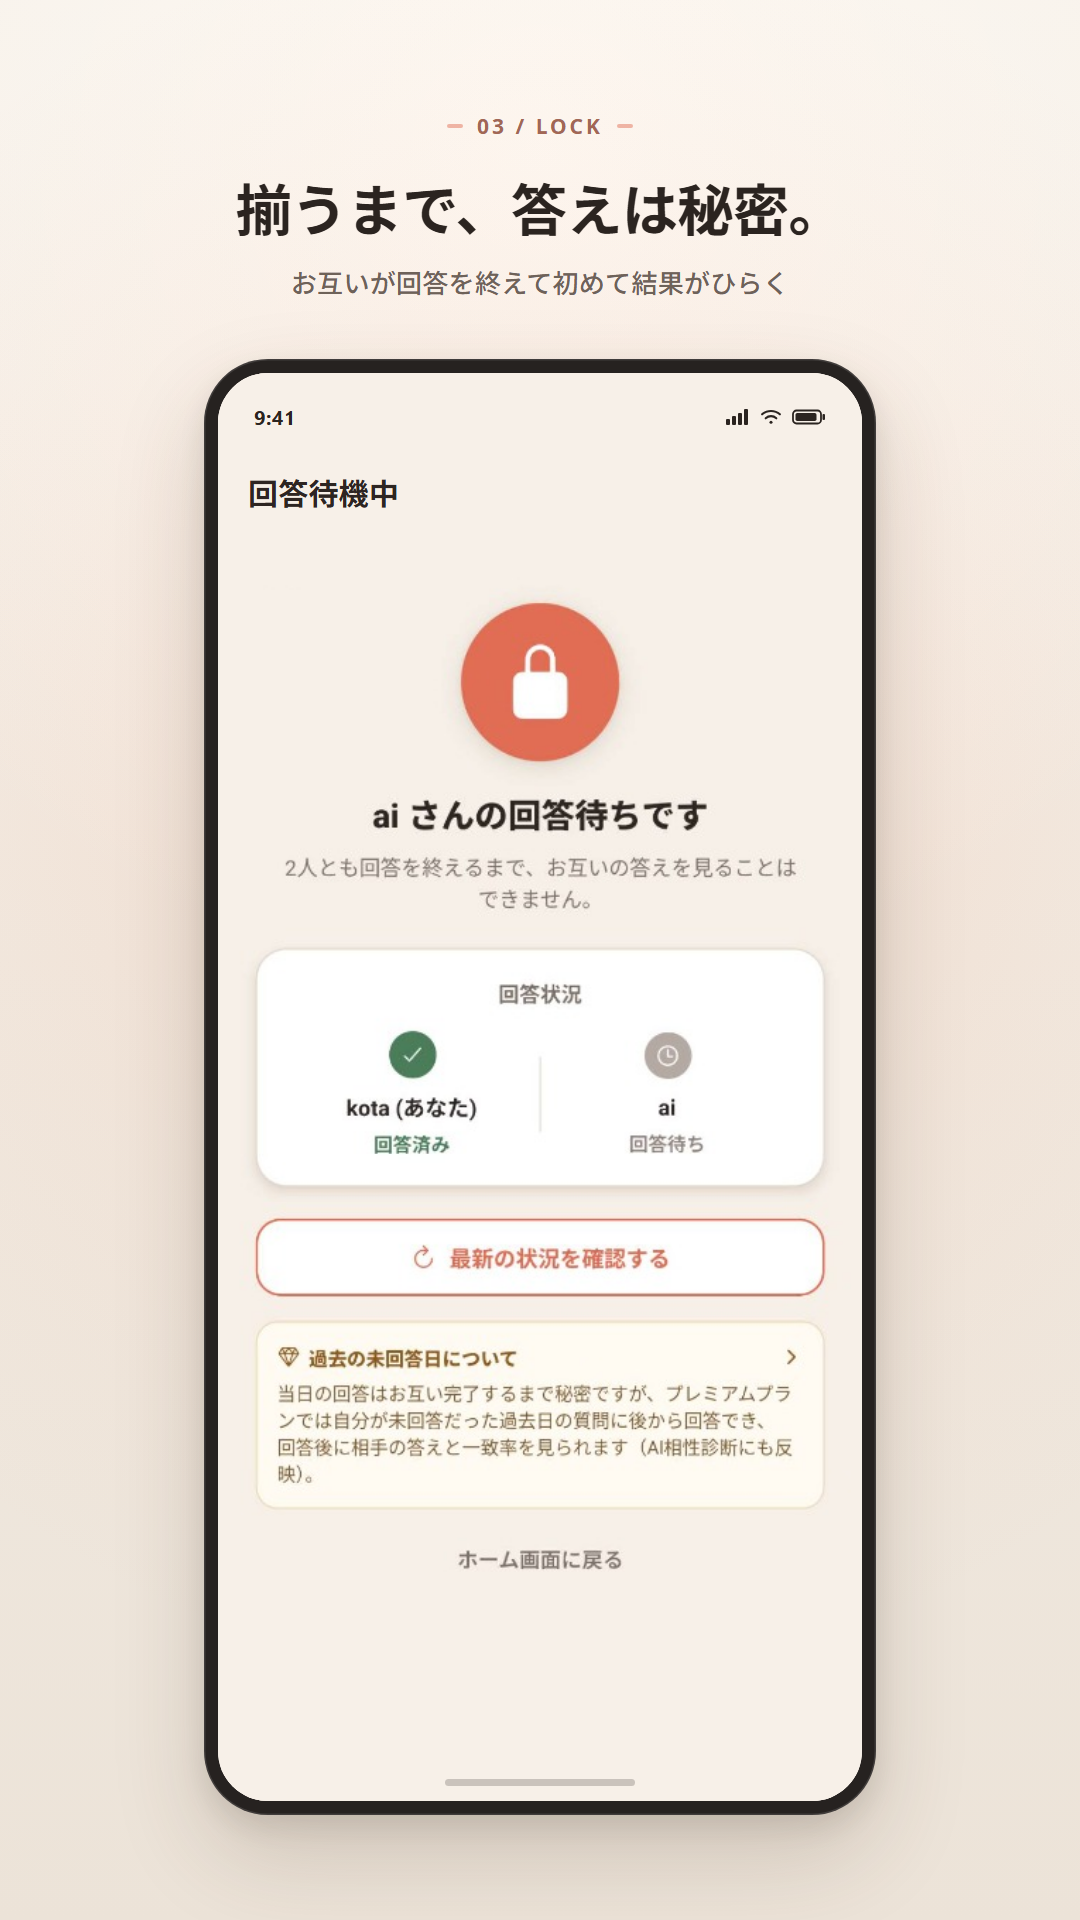 03 / LOCK
揃うまで、答えは秘密。
お互いが回答を終えて初めて結果がひらく
9:41
回答待機中
ai さんの回答待ちです
2人とも回答を終えるまで、お互いの答えを見ることは
できません。
回答状況
kota (あなた)
回答済み
ai
回答待ち
最新の状況を確認する
過去の未回答日について
当日の回答はお互い完了するまで秘密ですが、プレミアムプラ
ンでは自分が未回答だった過去日の質問に後から回答でき、
回答後に相手の答えと一致率を見られます（AI相性診断にも反
映）。
ホーム画面に戻る